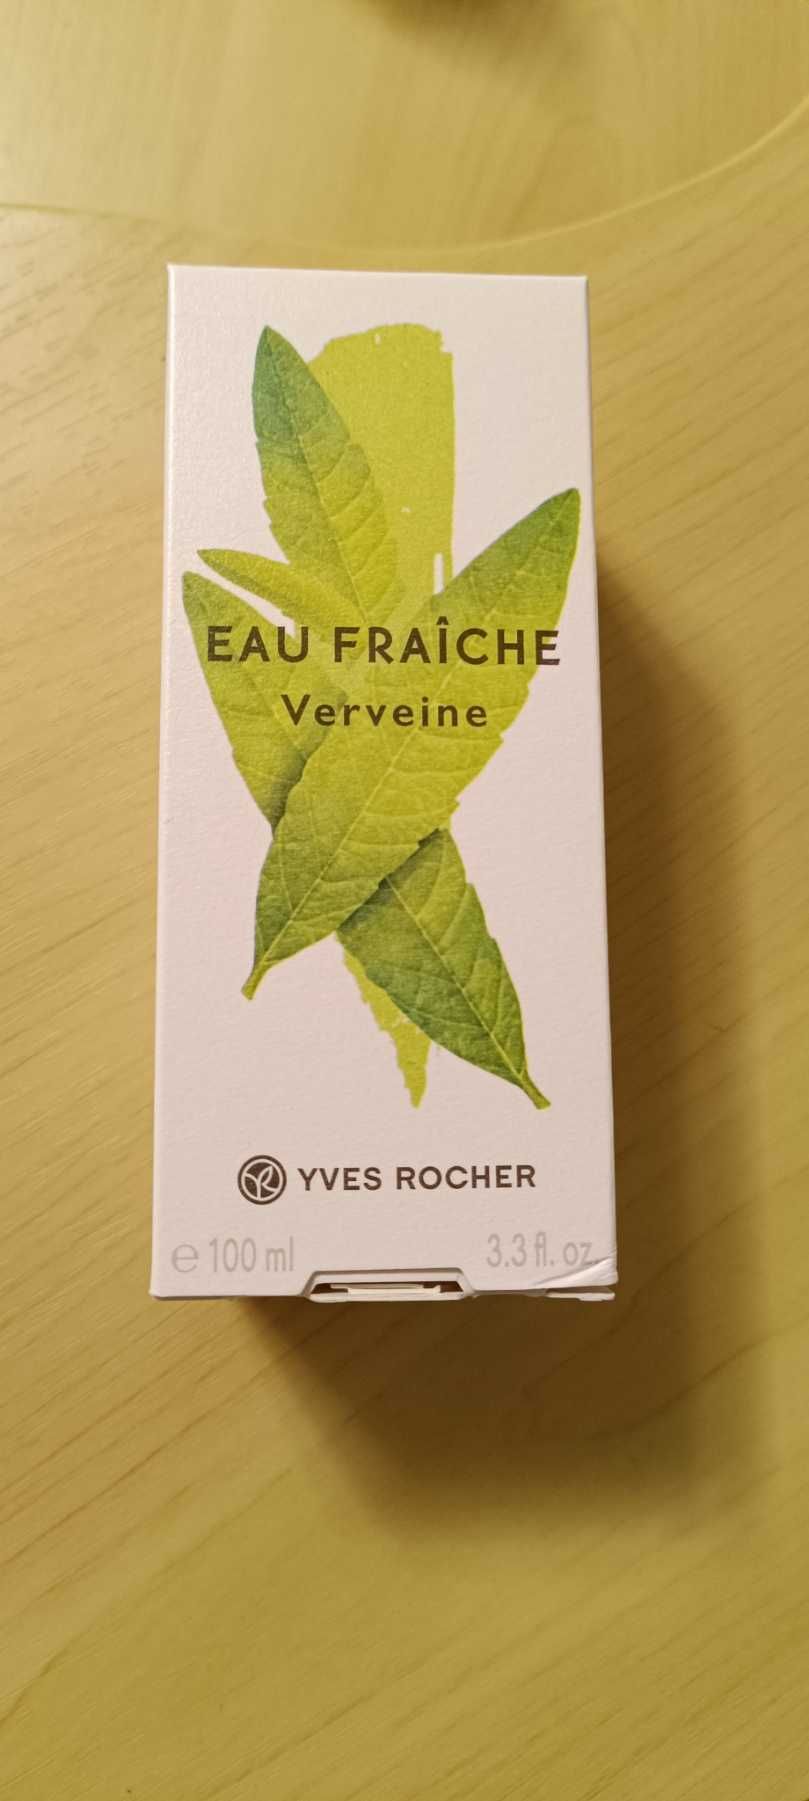 EAU FRAÎCHE
Verveine
YVES ROCHER
℮ 100 ml 3.3 fl. oz.